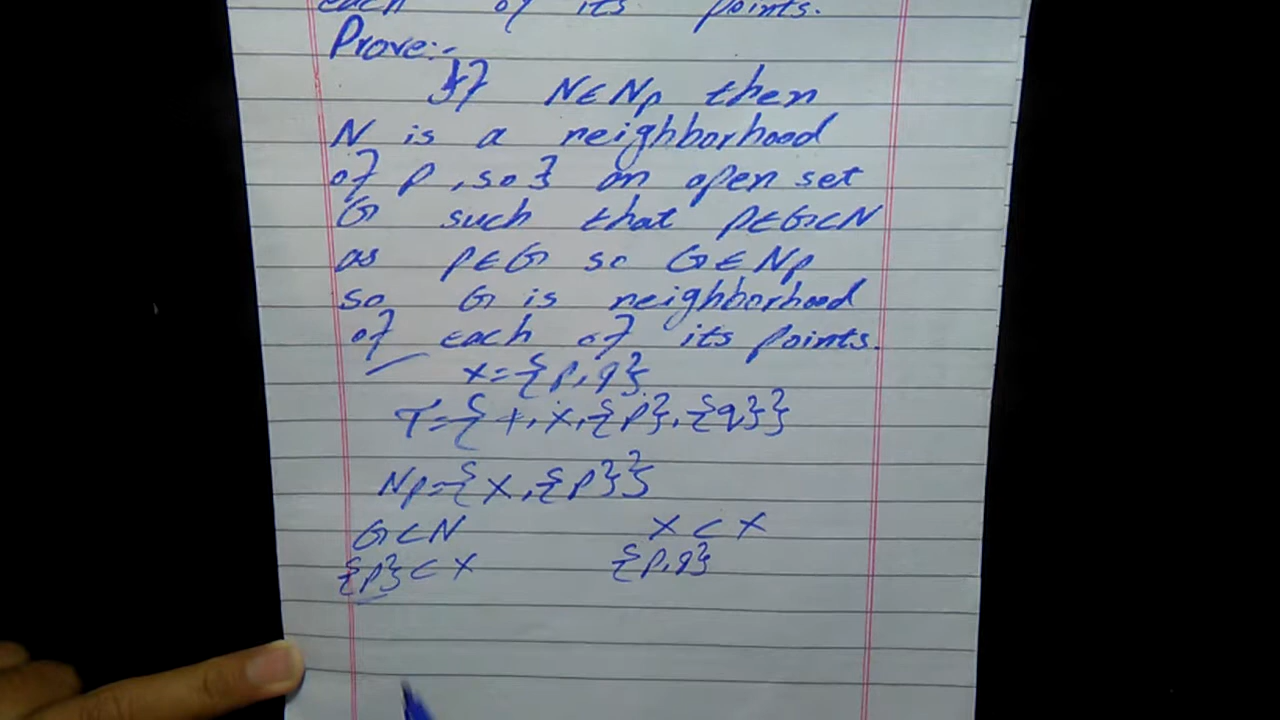 each of its points.
Prove:-
If N∈Np then
N is a neighborhood
of p, so ∃ an open set
G such that p∈G⊂N
as p∈G so G∈Np
so G is neighborhood
of each of its points.
X={p,q}
τ={+,X,{p},{q}}
Np={X,{p}}
G⊂N X⊂X
{p}⊂X {p,q}